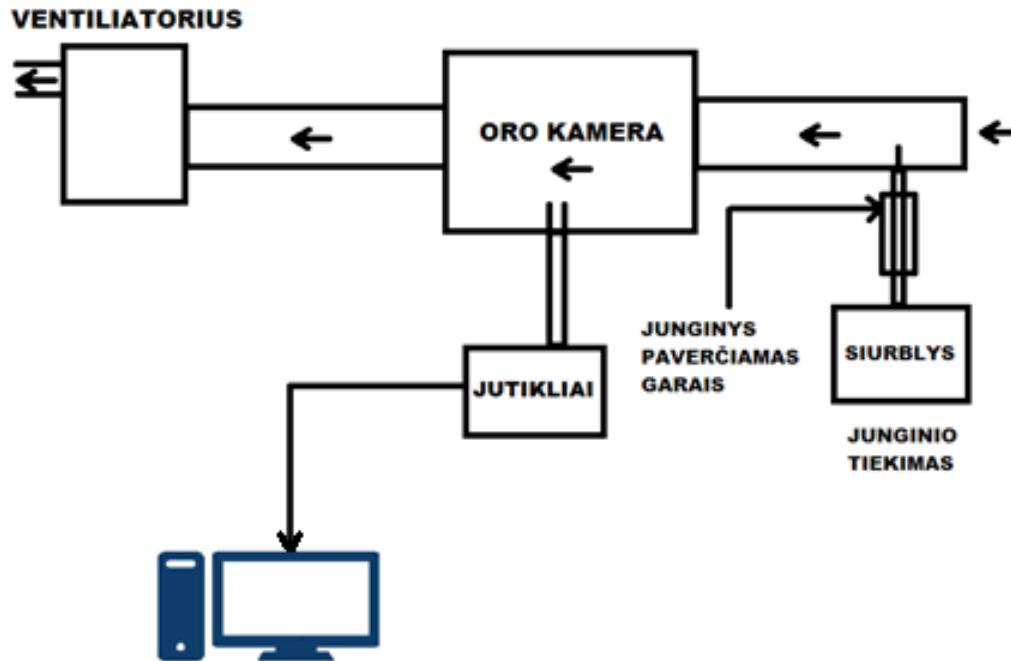 VENTILIATORIUS
ORO KAMERA
JUNGINYS
PAVERČIAMAS
GARAIS
SIURBLYS
JUTIKLIAI
JUNGINIO
TIEKIMAS